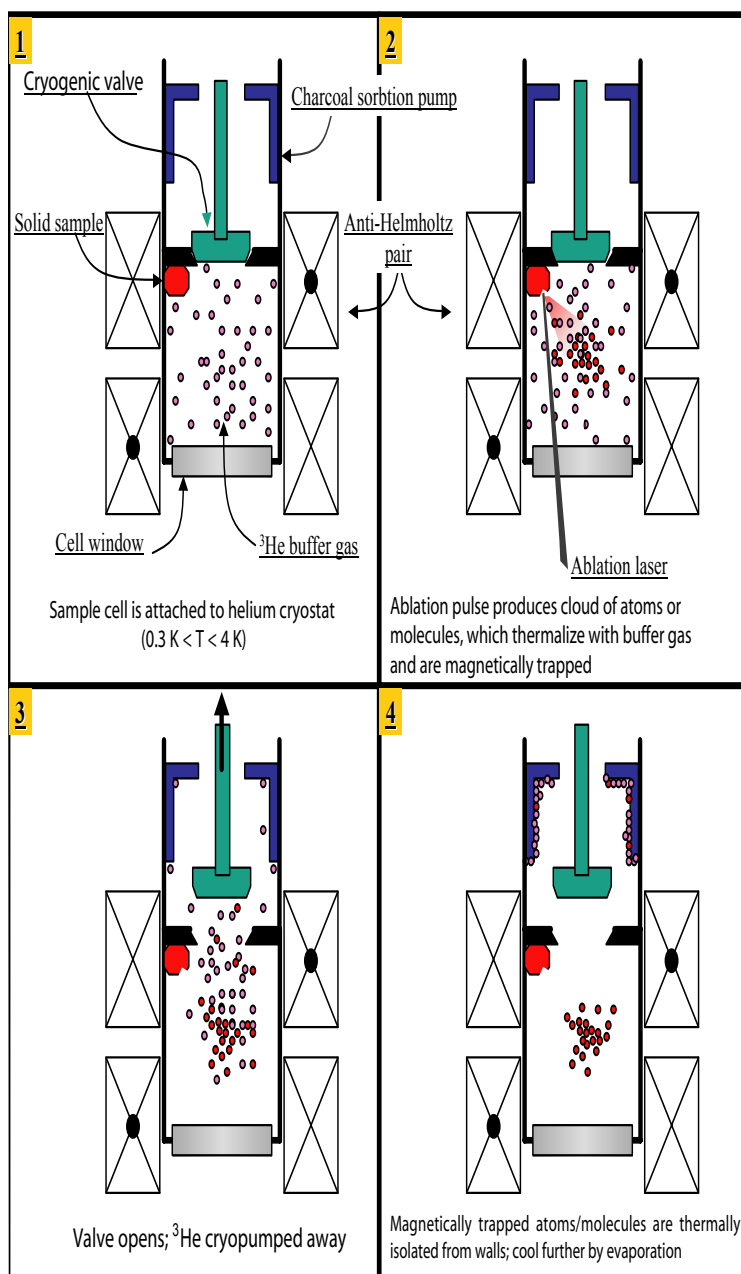 1
Cryogenic valve
Charcoal sorbtion pump
Solid sample
Anti-Helmholtz
pair
Cell window
³He buffer gas
Sample cell is attached to helium cryostat
(0.3 K < T < 4 K)
2
Ablation laser
Ablation pulse produces cloud of atoms or
molecules, which thermalize with buffer gas
and are magnetically trapped
3
Valve opens; ³He cryopumped away
4
Magnetically trapped atoms/molecules are thermally
isolated from walls; cool further by evaporation